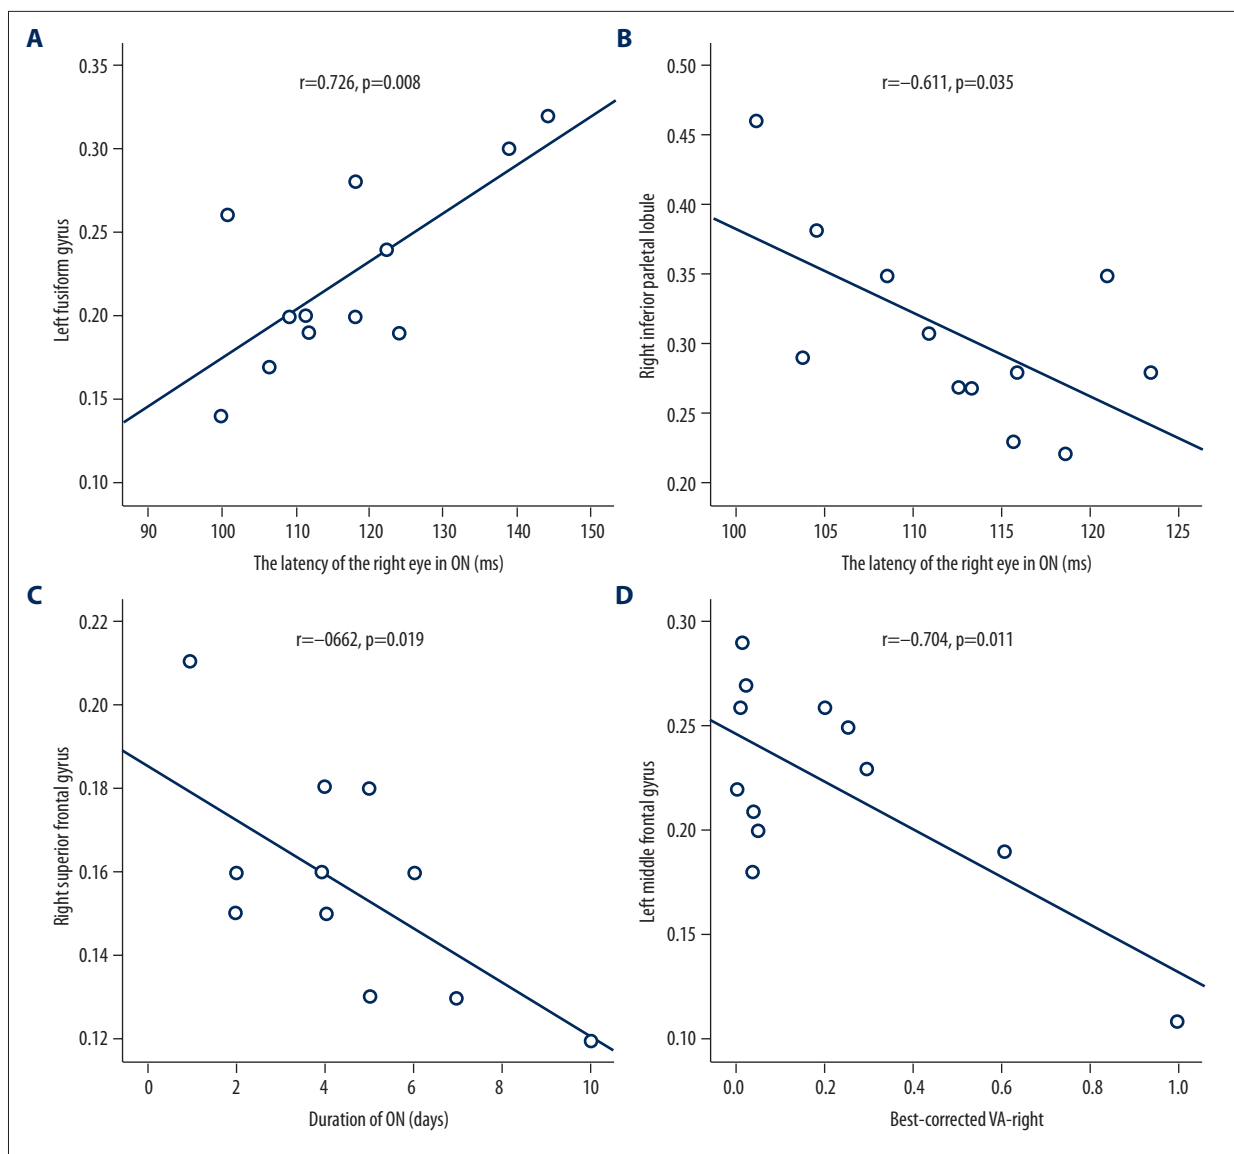 A
r=0.726, p=0.008
0.35
0.30
0.25
0.20
0.15
0.10
Left fusiform gyrus
90 100 110 120 130 140 150
The latency of the right eye in ON (ms)
B
r=–0.611, p=0.035
0.50
0.45
0.40
0.35
0.30
0.25
0.20
Right inferior parletal lobule
100 105 110 115 120 125
The latency of the right eye in ON (ms)
C
r=–0662, p=0.019
0.22
0.20
0.18
0.16
0.14
0.12
Right superior frontal gyrus
0 2 4 6 8 10
Duration of ON (days)
D
r=–0.704, p=0.011
0.30
0.25
0.20
0.15
0.10
Left middle frontal gyrus
0.0 0.2 0.4 0.6 0.8 1.0
Best-corrected VA-right